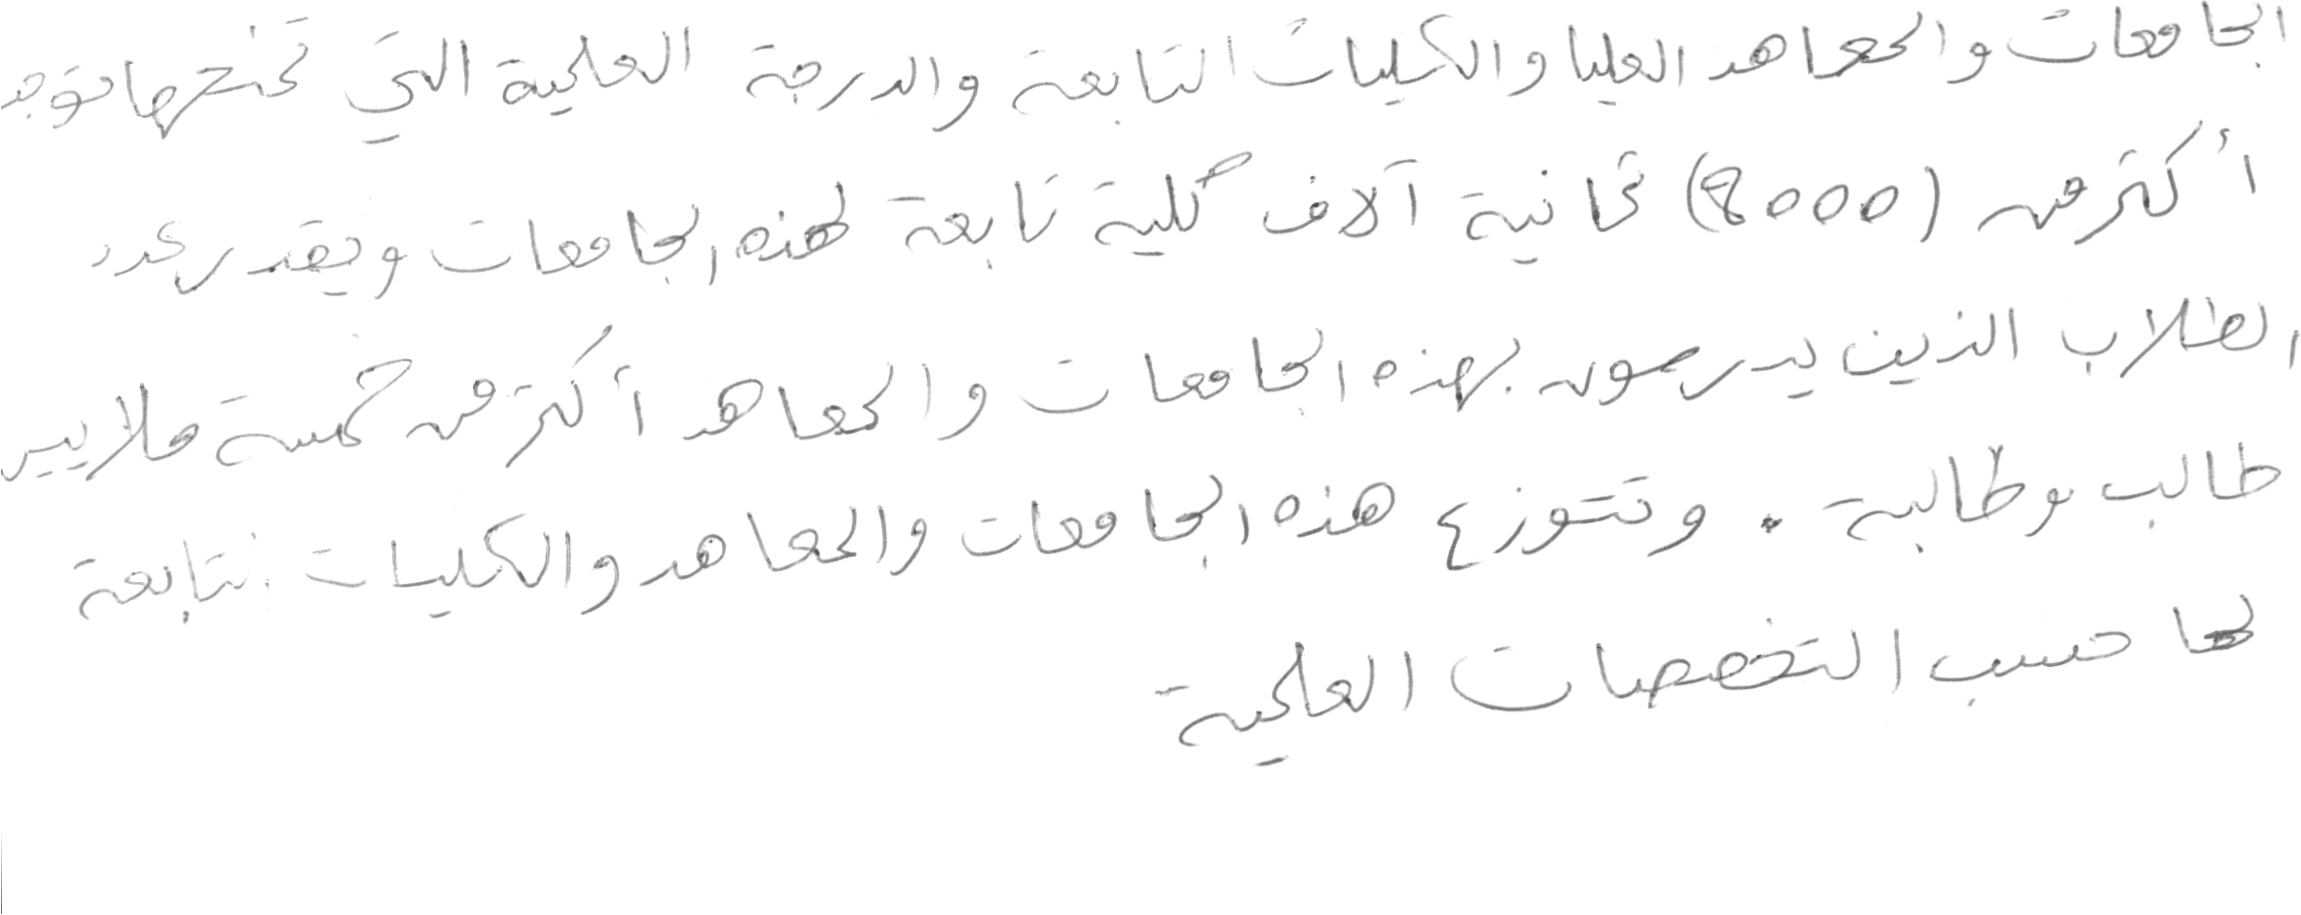 الجامعات والمعاهد العليا والكليات التابعة والدرجة العلمية التي تمنحها توجد
أكثر من (8000) ثمانية آلاف كلية تابعة لهذه الجامعات ويقدر عدد
الطلاب الذين يدرسون بهذه الجامعات والمعاهد أكثر من خمسة ملايين
طالب وطالبة . وتتوزع هذه الجامعات والمعاهد والكليات التابعة
لها حسب التخصصات العلمية